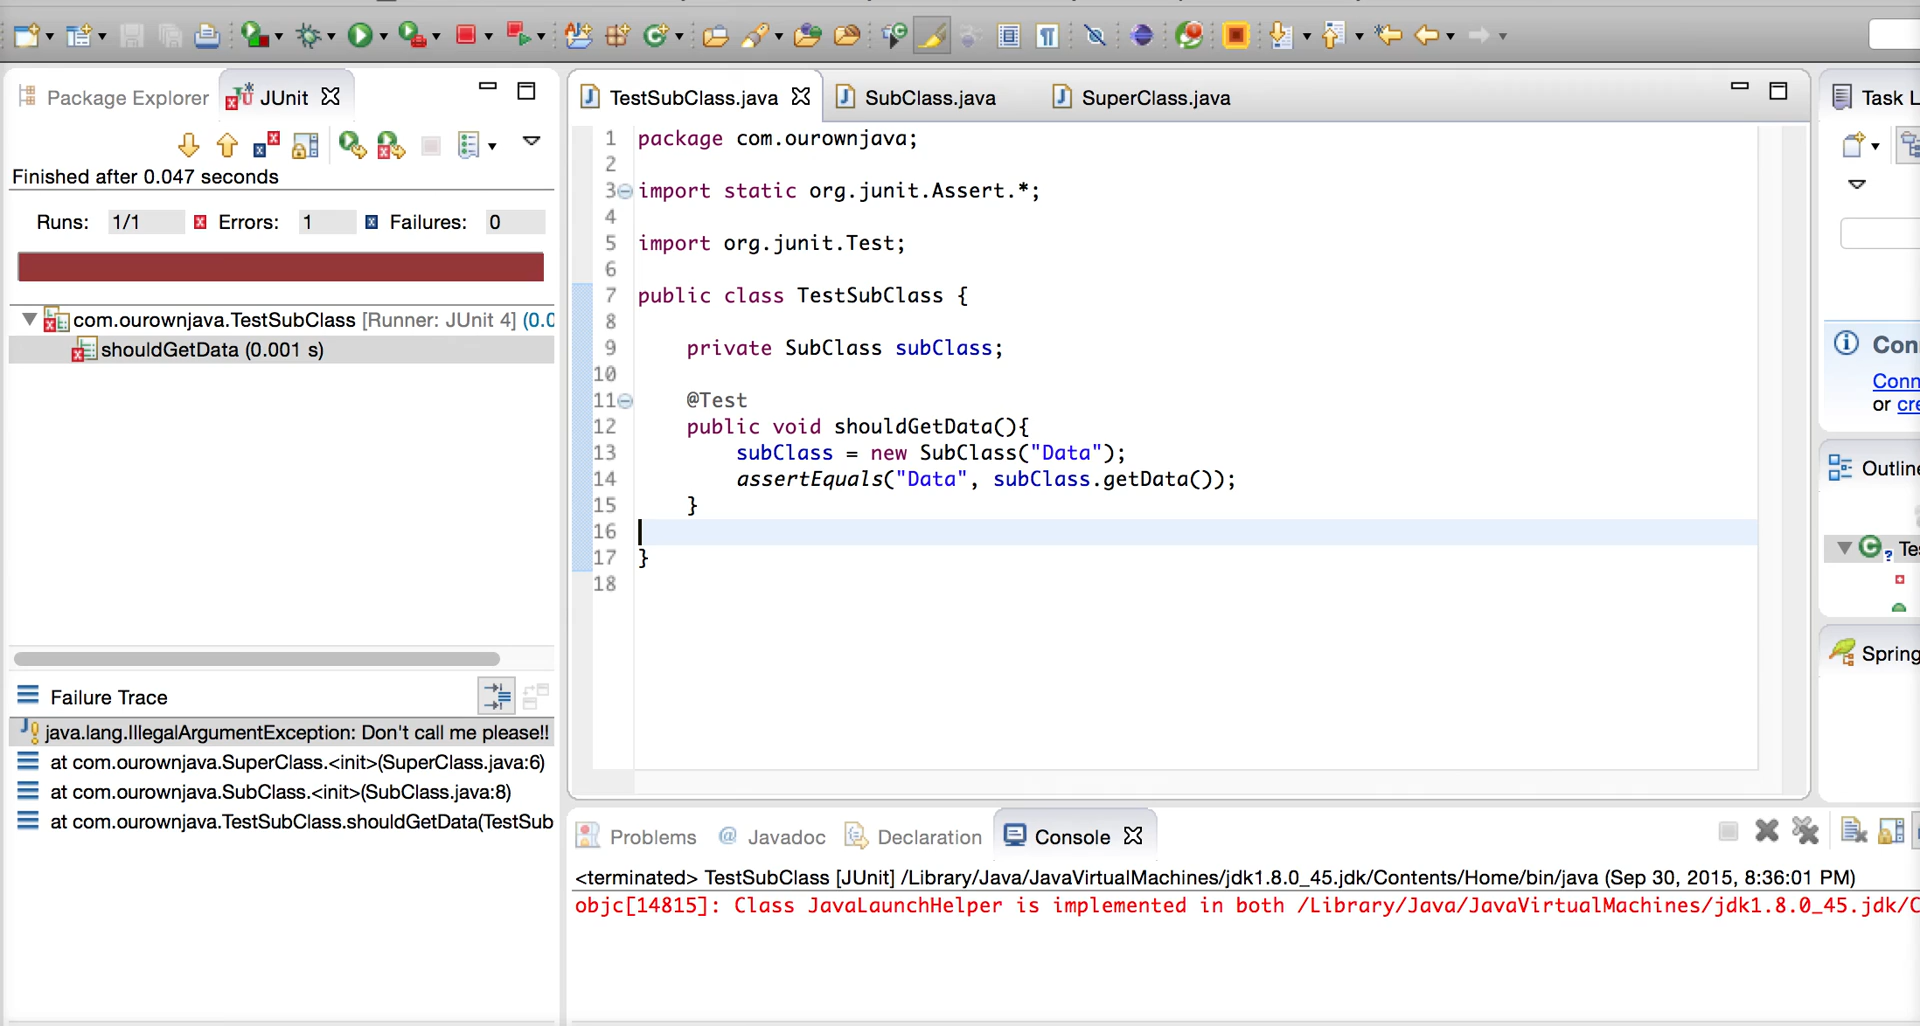 Package Explorer
JUnit
Finished after 0.047 seconds
Runs: 1/1 Errors: 1 Failures: 0
com.ourownjava.TestSubClass [Runner: JUnit 4] (0.0
shouldGetData (0.001 s)
Failure Trace
java.lang.IllegalArgumentException: Don't call me please!!
at com.ourownjava.SuperClass.<init>(SuperClass.java:6)
at com.ourownjava.SubClass.<init>(SubClass.java:8)
at com.ourownjava.TestSubClass.shouldGetData(TestSub
TestSubClass.java
SubClass.java
SuperClass.java
1 package com.ourownjava;
2
3 import static org.junit.Assert.*;
4
5 import org.junit.Test;
6
7 public class TestSubClass {
8
9 private SubClass subClass;
10
11 @Test
12 public void shouldGetData(){
13 subClass = new SubClass("Data");
14 assertEquals("Data", subClass.getData());
15 }
16
17 }
18
Problems
@ Javadoc
Declaration
Console
<terminated> TestSubClass [JUnit] /Library/Java/JavaVirtualMachines/jdk1.8.0_45.jdk/Contents/Home/bin/java (Sep 30, 2015, 8:36:01 PM)
objc[14815]: Class JavaLaunchHelper is implemented in both /Library/Java/JavaVirtualMachines/jdk1.8.0_45.jdk/C
Task L
Con
Conn
or cre
Outline
Te
Spring